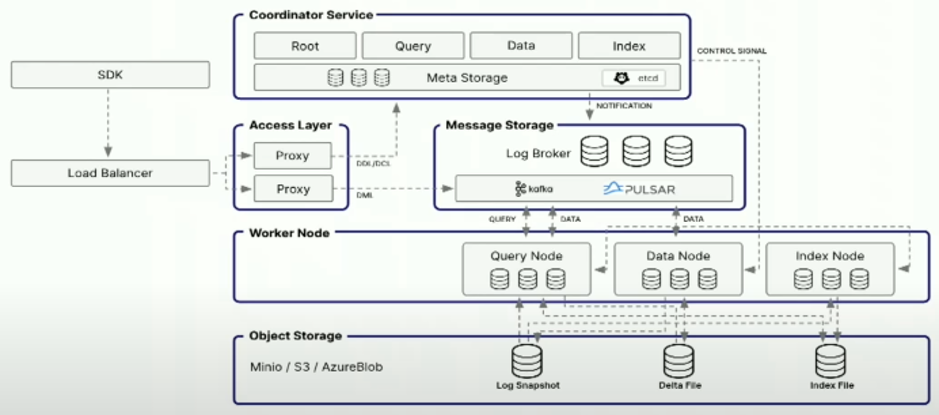 Coordinator Service
Root
Query
Data
Index
Meta Storage
etcd
CONTROL SIGNAL
SDK
NOTIFICATION
Access Layer
Message Storage
Proxy
Log Broker
DDL/DCL
Load Balancer
Proxy
DML
kafka
PULSAR
QUERY
DATA
DATA
Worker Node
Query Node
Data Node
Index Node
Object Storage
Minio / S3 / AzureBlob
Log Snapshot
Delta File
Index File